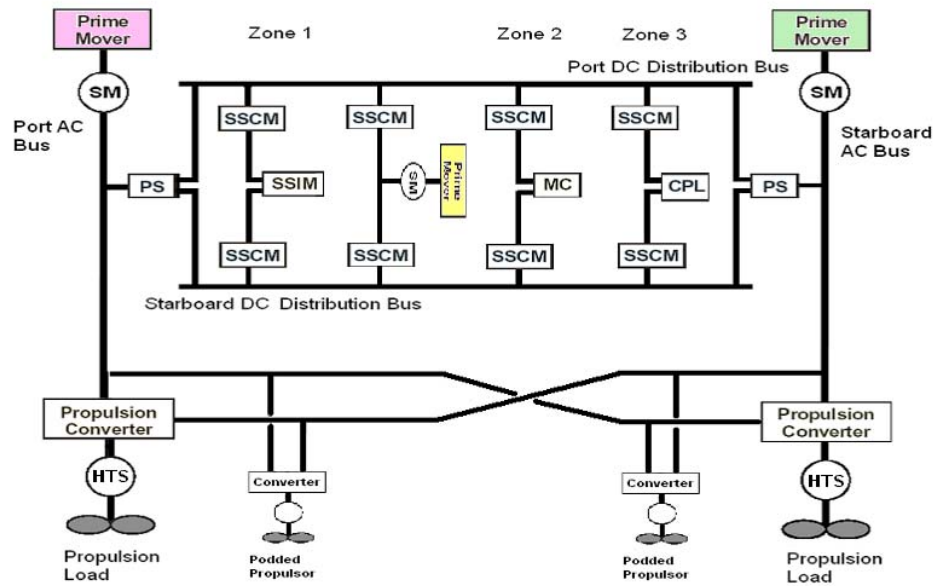 Prime
Mover
Zone 1
Zone 2
Zone 3
Prime
Mover
Port DC Distribution Bus
SM
SM
Port AC
Bus
SSCM
SSCM
SSCM
SSCM
Starboard
AC Bus
PS
SSIM
SM
Prime
Mover
MC
CPL
PS
SSCM
SSCM
SSCM
SSCM
Starboard DC Distribution Bus
Propulsion
Converter
Propulsion
Converter
HTS
Converter
Converter
HTS
Propulsion
Load
Podded
Propulsor
Podded
Propulsor
Propulsion
Load